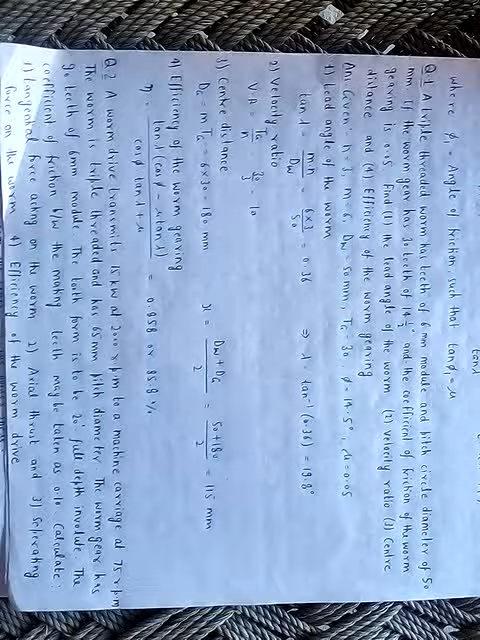 tanλ
where φ₁ = Angle of friction, such that tanφ₁ = μ
Q.1 A triple threaded worm has teeth of 6 mm module and pitch circle diameter of 50
mm. If the worm gear has 30 teeth of 14½° and the coefficient of friction of the worm
gearing is 0.05 Find (1) the lead angle of the worm (2) velocity ratio (3) Centre
distance and (4) Efficiency of the worm gearing
Ans. Given:- n = 3, m = 6, Dw = 50mm, TG = 30, φ = 14.5°, μ = 0.05
1) Lead angle of the worm
tan λ = mn/Dw = 6×3/50 = 0.36 ⇒ λ = tan⁻¹ (0.36) = 19.8°
2) Velocity ratio
V.R = TG/n = 30/3 = 10
3) Centre distance
DG = mTG = 6×30 = 180 mm x = Dw + DG/2 = 50+180/2 = 115 mm
4) Efficiency of the worm gearing
η = tanλ(cosφ - μtanλ)/cosφ tanλ+μ = 0.858 or 85.8 %
Q.2 A worm drive transmits 15 kW at 2000 r.p.m to a machine carriage at 75 r.p.m
The worm is triple threaded and has 65 mm pitch diameter. The worm gear has
90 teeth of 6mm module. The tooth form is to be 20° full depth involute. The
coefficient of friction b/w the mating teeth may be taken as 0.10 Calculate:
1) tangential force acting on the worm 2) Axial thrust and 3) seperating
force on the worm 4) Efficiency of the worm drive